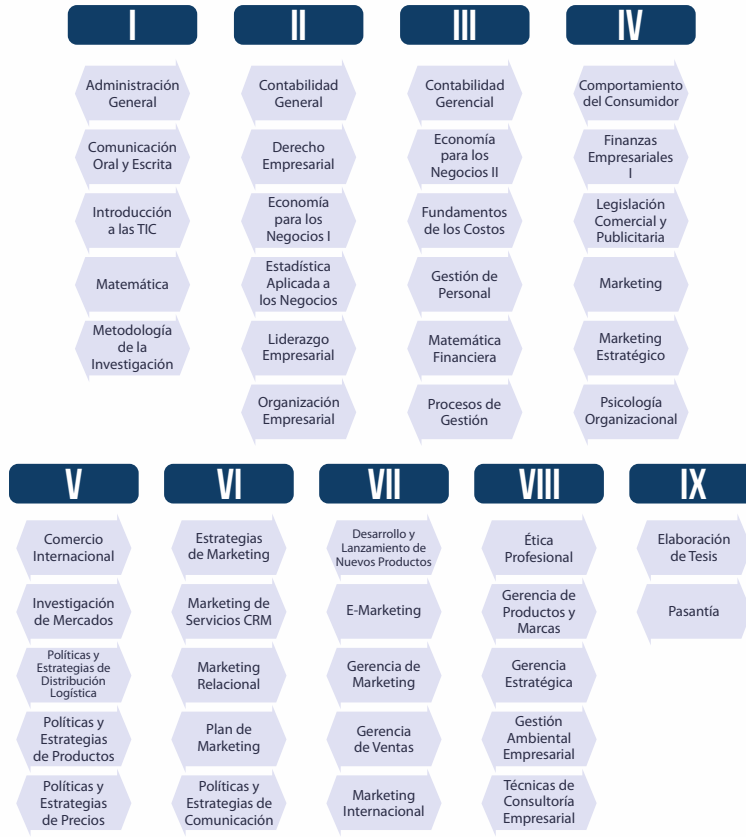 I
Administración
General
Comunicación
Oral y Escrita
Introducción
a las TIC
Matemática
Metodología
de la
Investigación
II
Contabilidad
General
Derecho
Empresarial
Economía
para los
Negocios I
Estadística
Aplicada a
los Negocios
Liderazgo
Empresarial
Organización
Empresarial
III
Contabilidad
Gerencial
Economía
para los
Negocios II
Fundamentos
de los Costos
Gestión de
Personal
Matemática
Financiera
Procesos de
Gestión
IV
Comportamiento
del Consumidor
Finanzas
Empresariales
I
Legislación
Comercial y
Publicitaria
Marketing
Marketing
Estratégico
Psicología
Organizacional
V
Comercio
Internacional
Investigación
de Mercados
Políticas y
Estrategias de
Distribución
Logística
Políticas y
Estrategias
de Productos
Políticas y
Estrategias
de Precios
VI
Estrategias
de Marketing
Marketing de
Servicios CRM
Marketing
Relacional
Plan de
Marketing
Políticas y
Estrategias de
Comunicación
VII
Desarrollo y
Lanzamiento de
Nuevos Productos
E-Marketing
Gerencia de
Marketing
Gerencia
de Ventas
Marketing
Internacional
VIII
Ética
Profesional
Gerencia de
Productos y
Marcas
Gerencia
Estratégica
Gestión
Ambiental
Empresarial
Técnicas de
Consultoría
Empresarial
IX
Elaboración
de Tesis
Pasantía